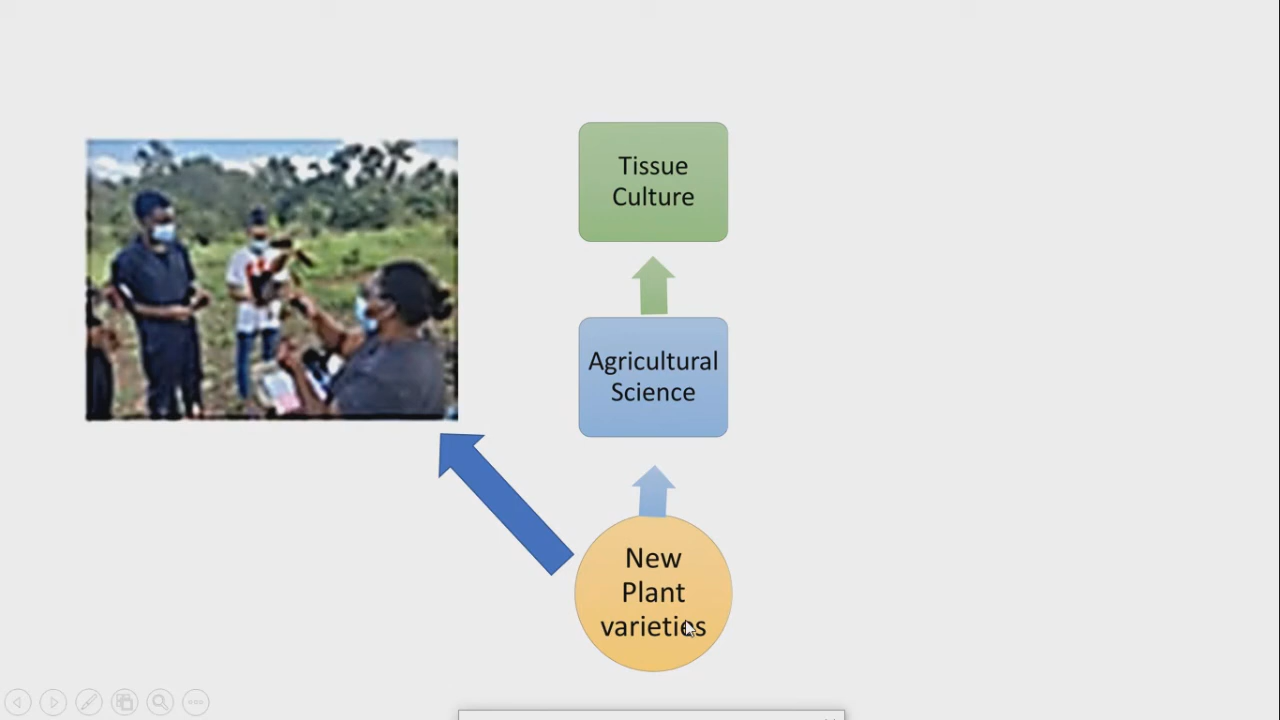 Tissue
Culture
Agricultural
Science
New
Plant
varieties